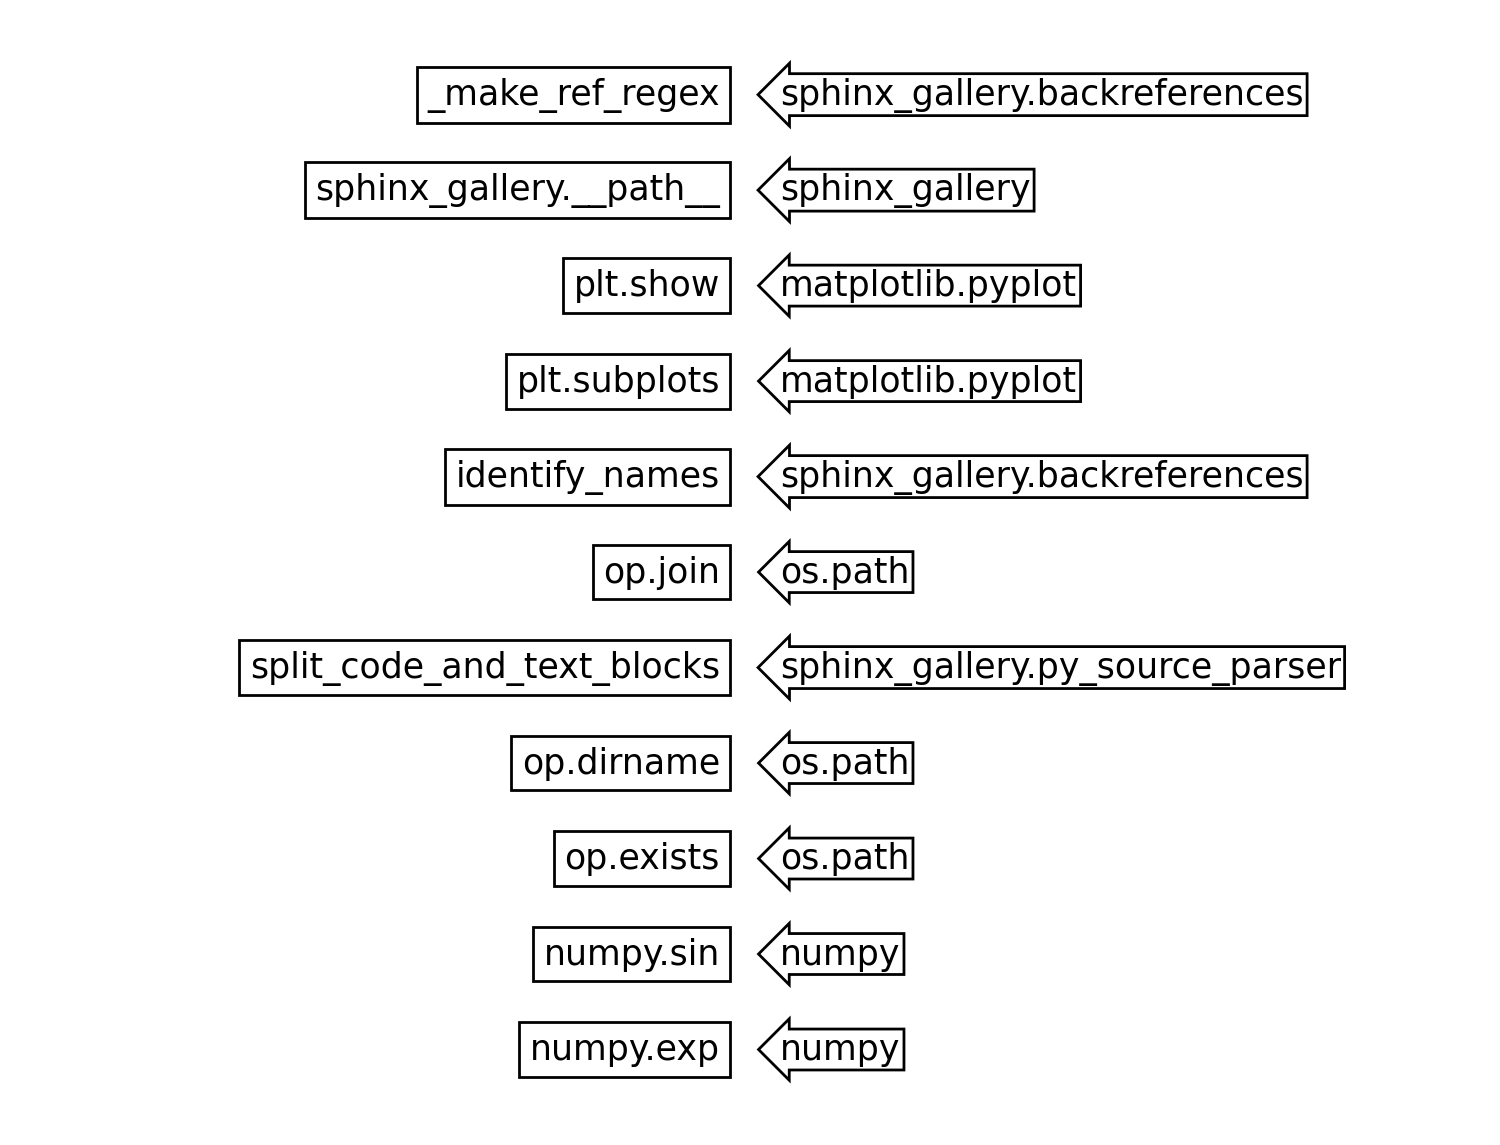 _make_ref_regex sphinx_gallery.backreferences
sphinx_gallery.__path__ sphinx_gallery
plt.show matplotlib.pyplot
plt.subplots matplotlib.pyplot
identify_names sphinx_gallery.backreferences
op.join os.path
split_code_and_text_blocks sphinx_gallery.py_source_parser
op.dirname os.path
op.exists os.path
numpy.sin numpy
numpy.exp numpy